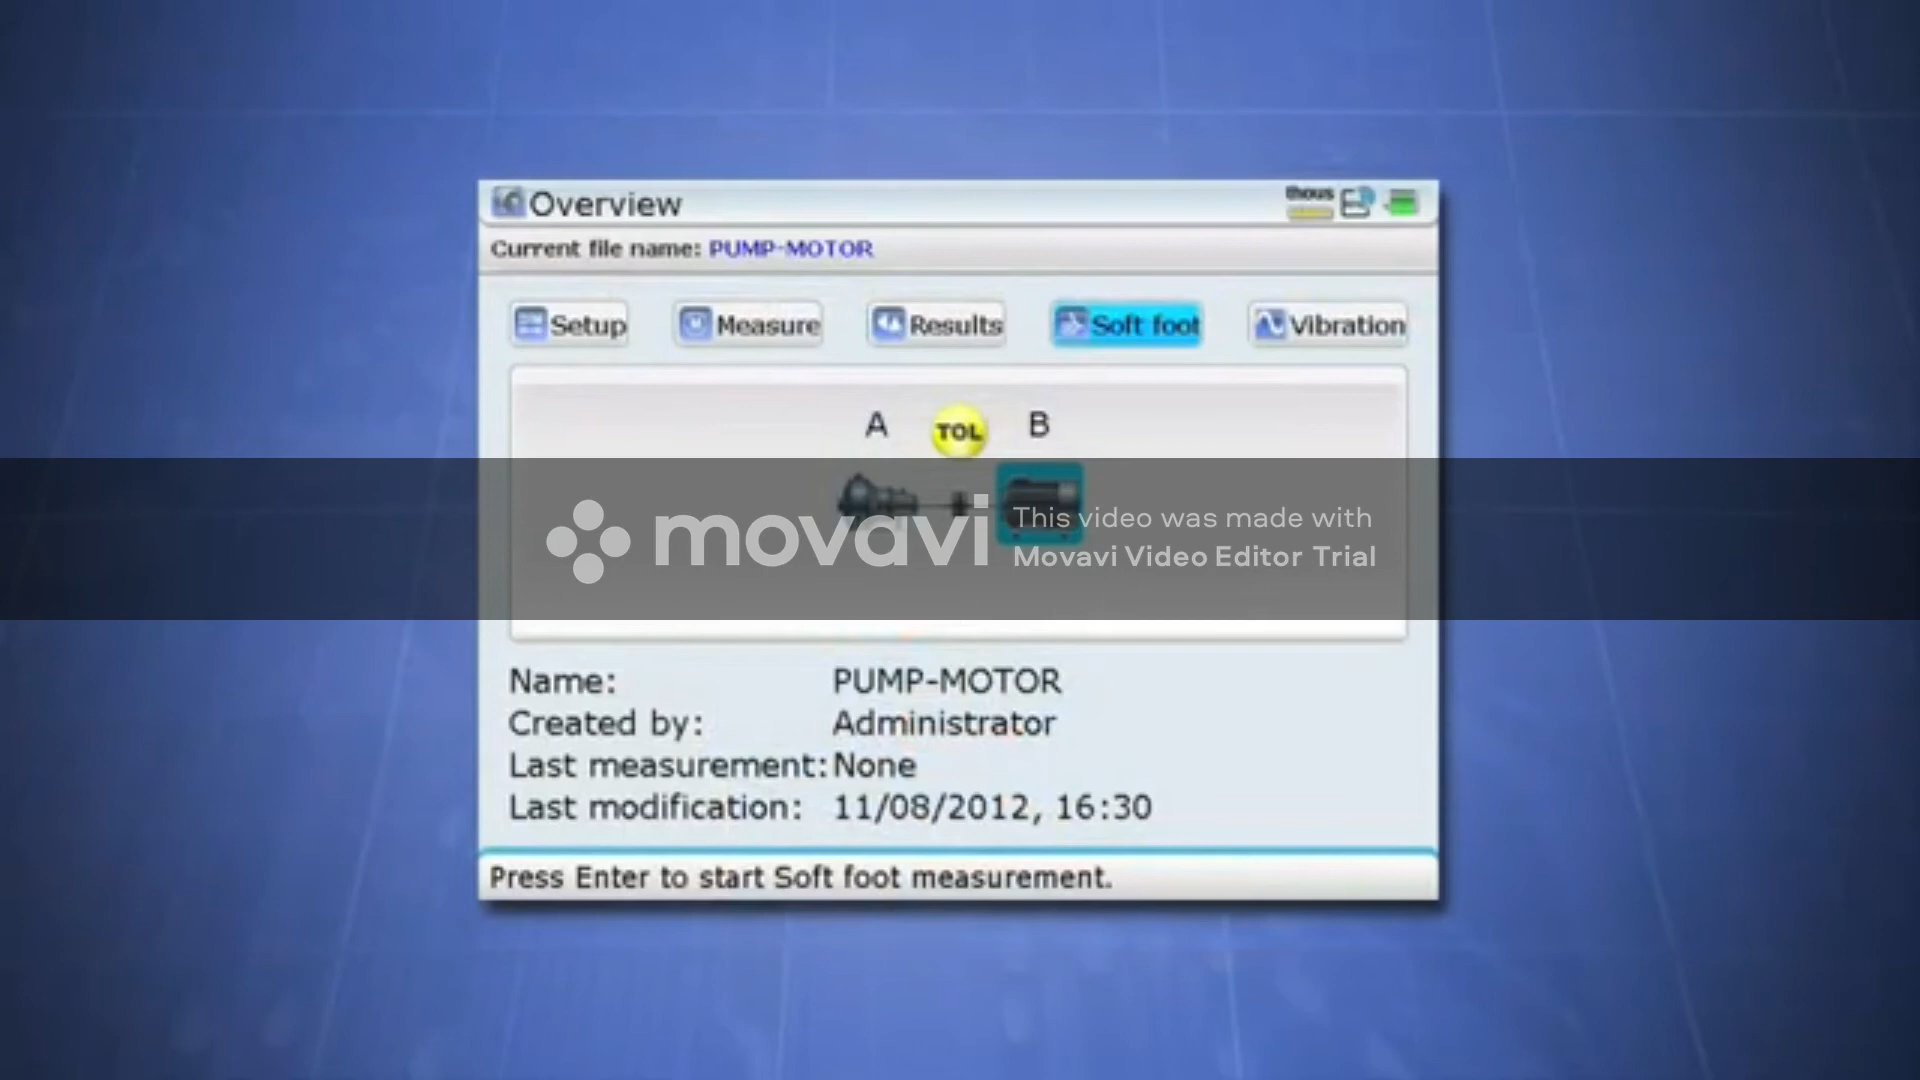 Overview
thous
Current file name: PUMP-MOTOR
Setup
Measure
Results
Soft foot
Vibration
A
TOL
B
movavi
This video was made with
Movavi Video Editor Trial
Name: PUMP-MOTOR
Created by: Administrator
Last measurement: None
Last modification: 11/08/2012, 16:30
Press Enter to start Soft foot measurement.